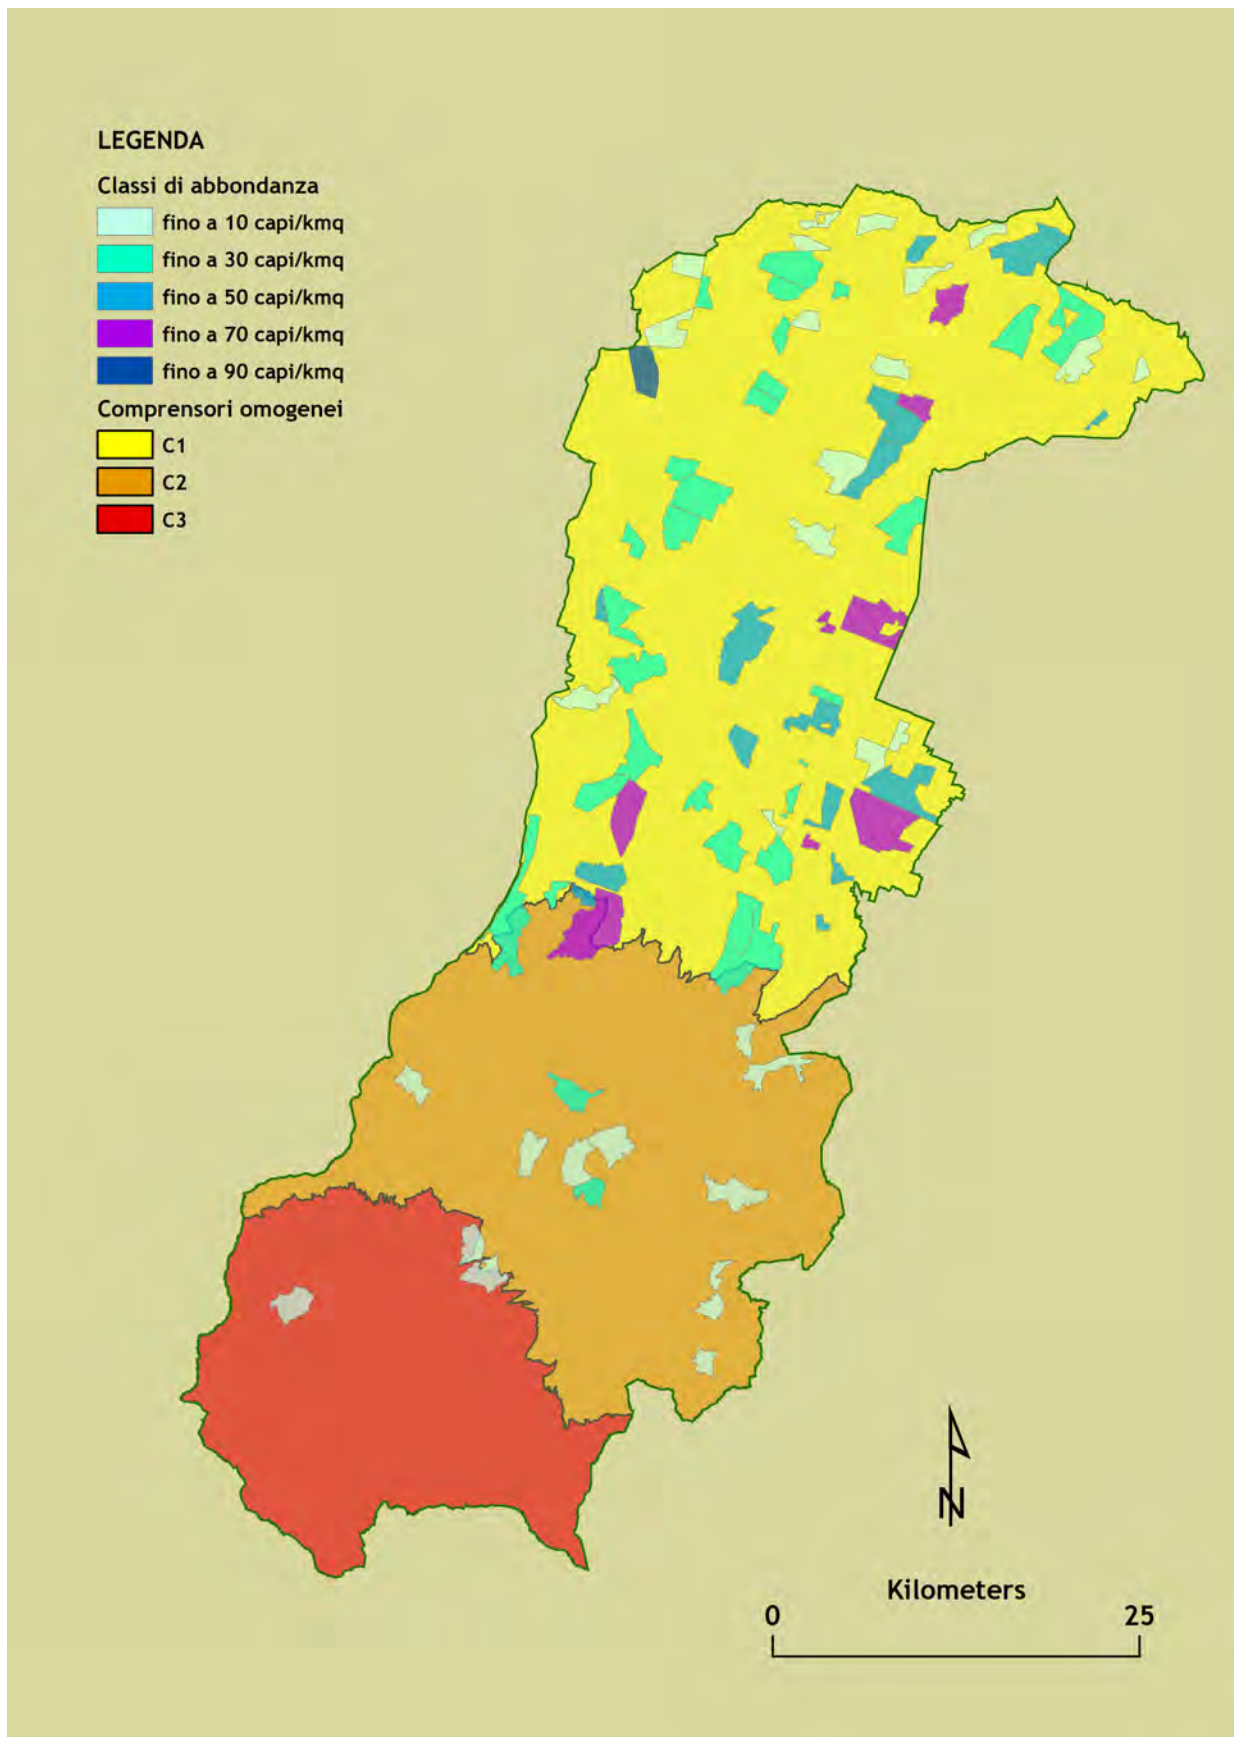 LEGENDA
Classi di abbondanza
fino a 10 capi/kmq
fino a 30 capi/kmq
fino a 50 capi/kmq
fino a 70 capi/kmq
fino a 90 capi/kmq
Comprensori omogenei
C1
C2
C3
N
Kilometers
0 25